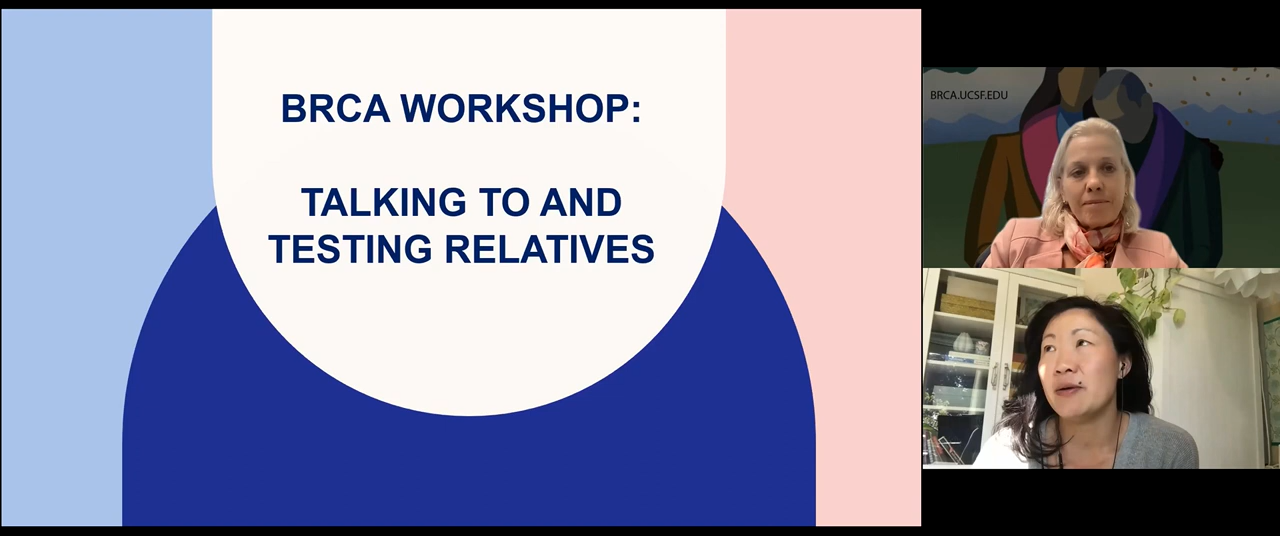 BRCA WORKSHOP:
TALKING TO AND
TESTING RELATIVES
BRCA.UCSF.EDU